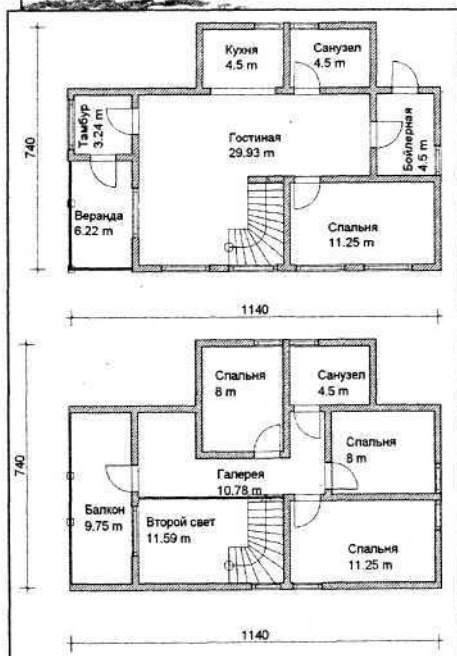 Кухня
4.5 m
Санузел
4.5 m
Тамбур
3.24 m
Гостиная
29.93 m
Бойлерная
4.5 m
740
Веранда
6.22 m
Спальня
11.25 m
1140
Спальня
8 m
Санузел
4.5 m
Спальня
8 m
740
Галерея
10.78 m
Балкон
9.75 m
Второй свет
11.59 m
Спальня
11.25 m
1140